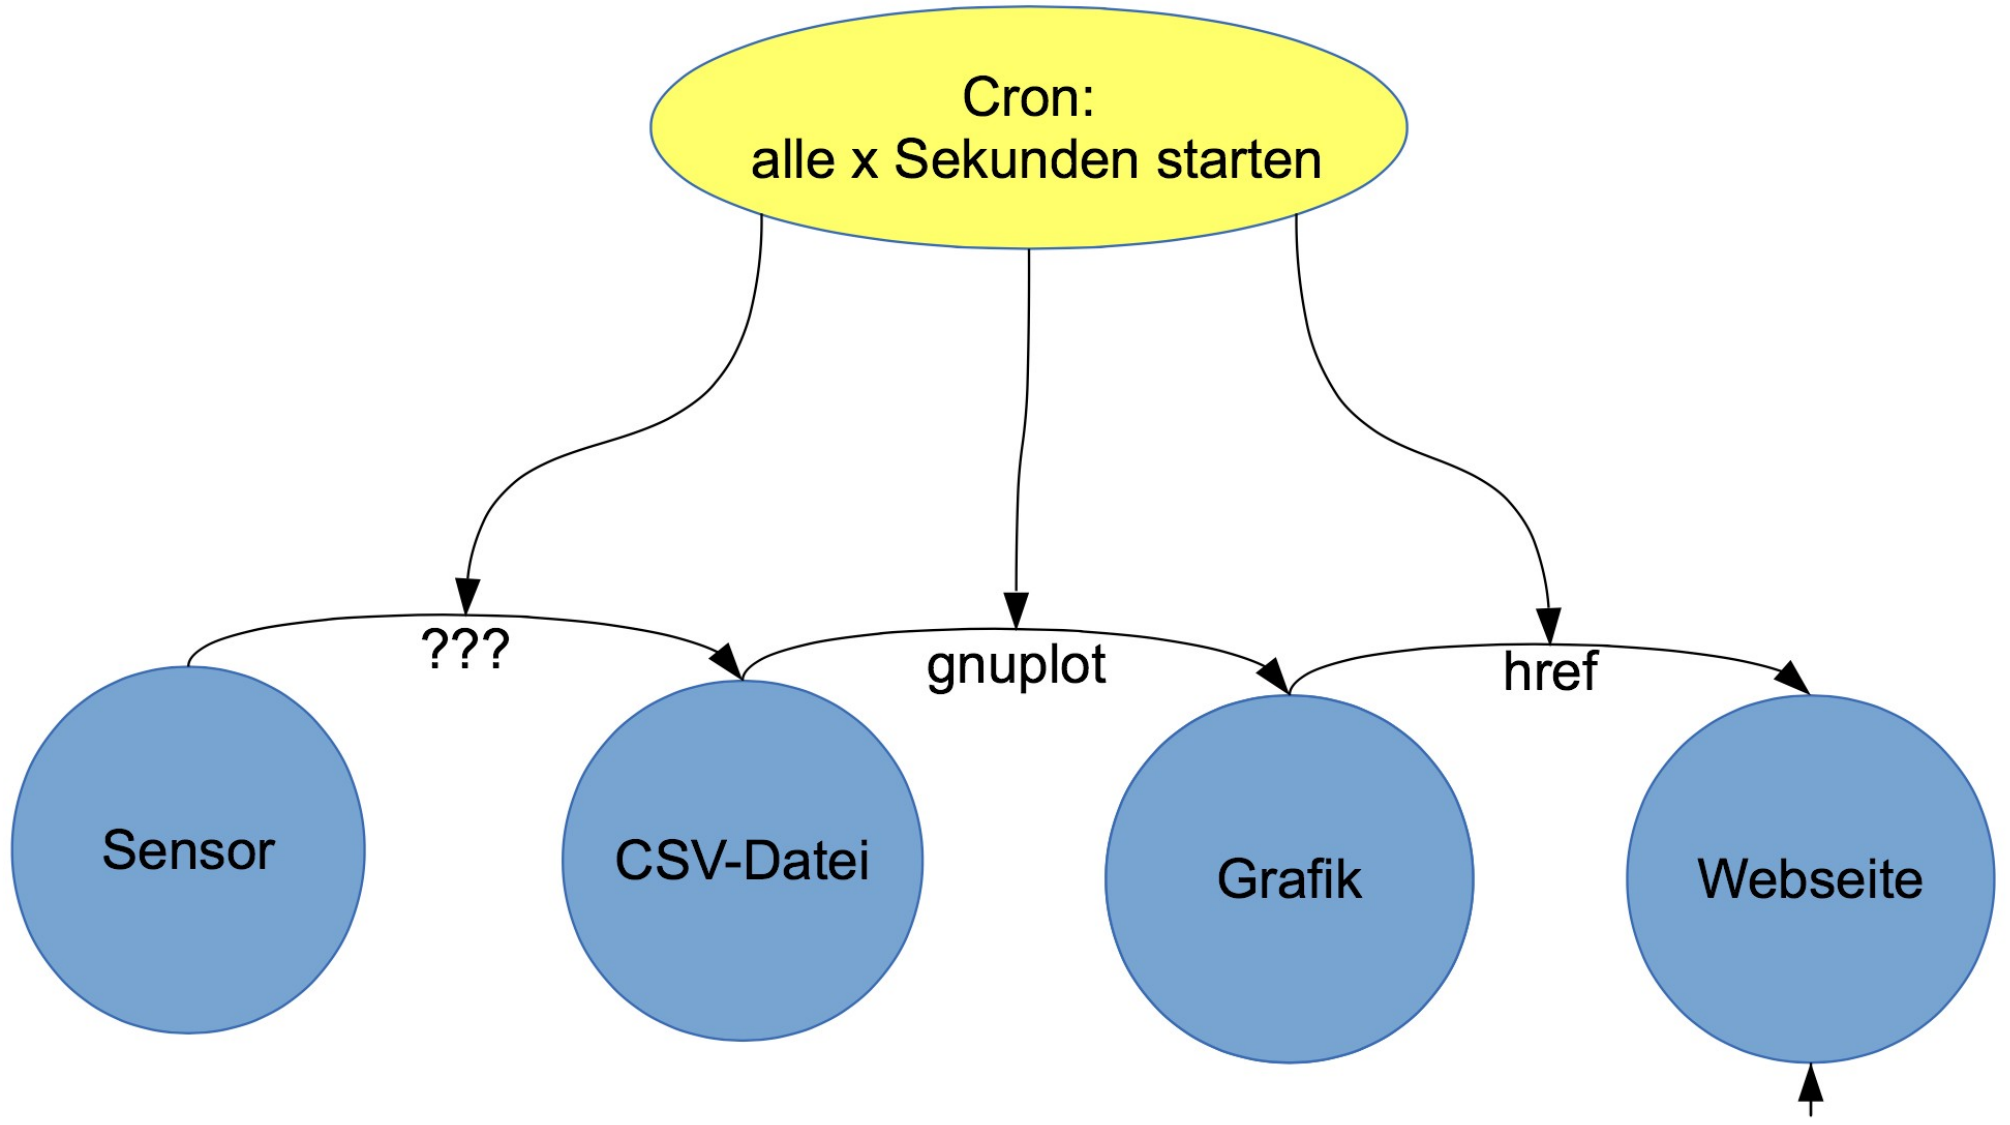 Cron:
alle x Sekunden starten
???
gnuplot
href
Sensor
CSV-Datei
Grafik
Webseite